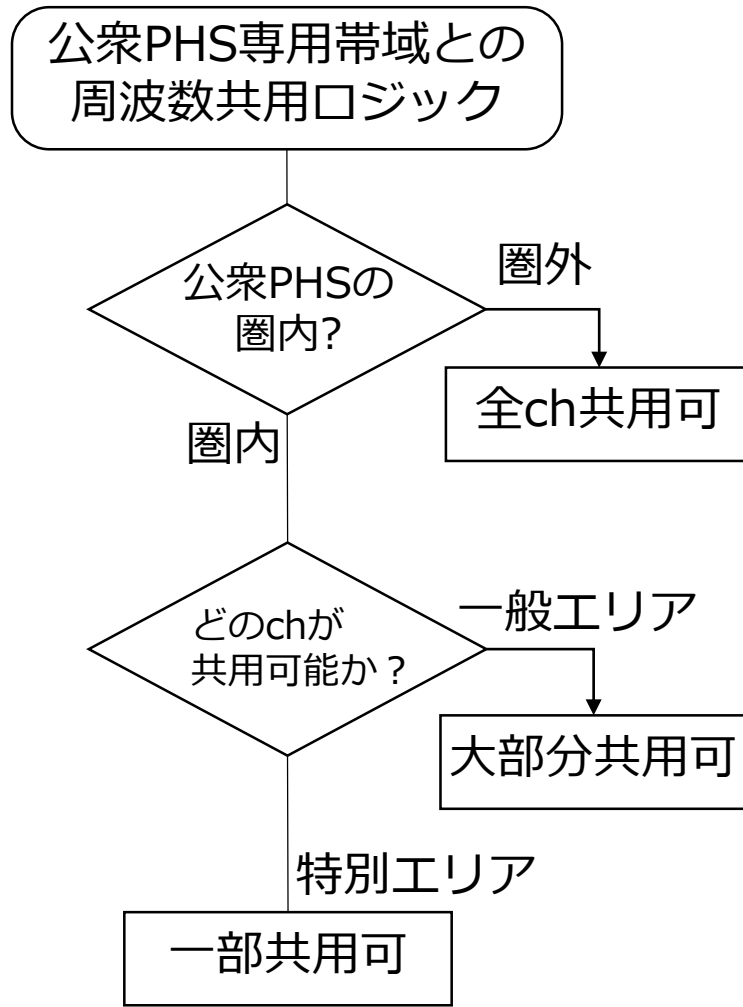 公衆PHS専用帯域との
周波数共用ロジック
公衆PHSの
圏内?
圏外
全ch共用可
圏内
どのchが
共用可能か？
一般エリア
大部分共用可
特別エリア
一部共用可